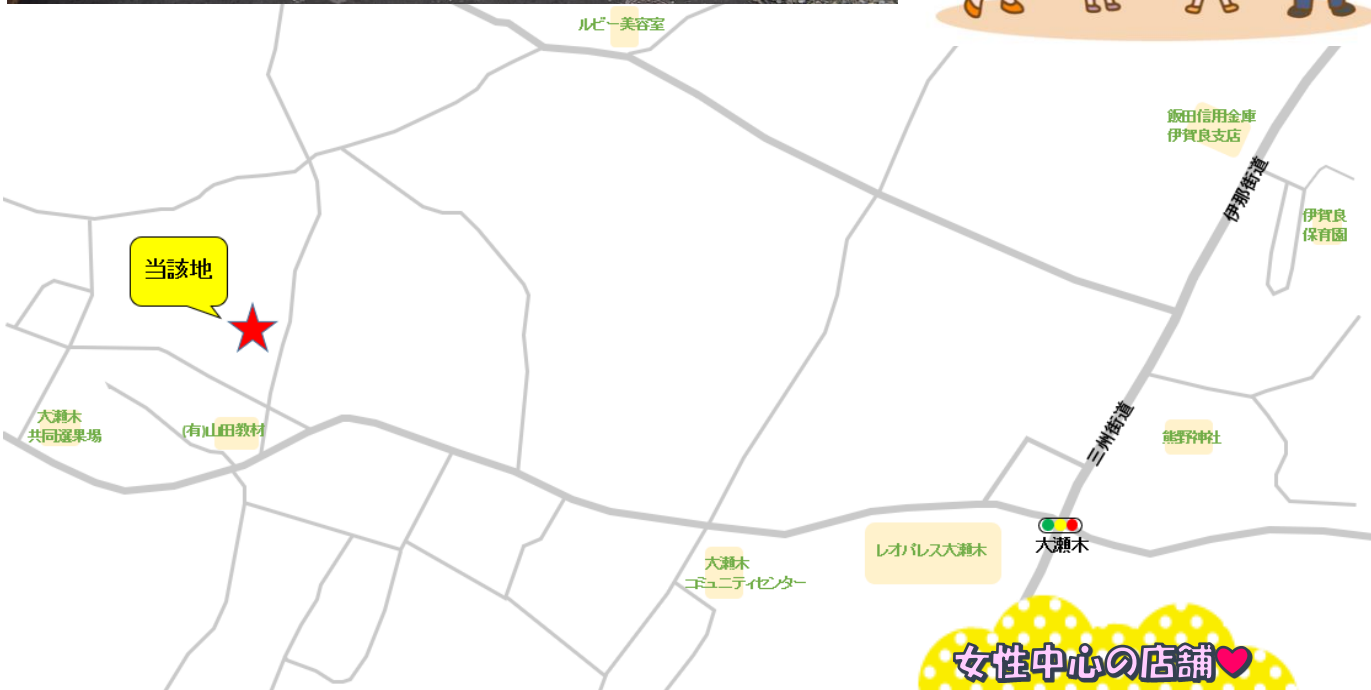 ルビー美容室
飯田信用金庫
伊賀良支店
伊那街道
伊賀良
保育園
当該地
大瀬木
共同選果場
(有)山田教材
三州街道
熊野神社
大瀬木
レオパレス大瀬木
大瀬木
コミュニティセンター
女性中心の店舗